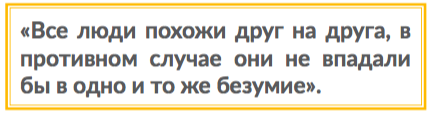 «Все люди похожи друг на друга, в
противном случае они не впадали
бы в одно и то же безумие».